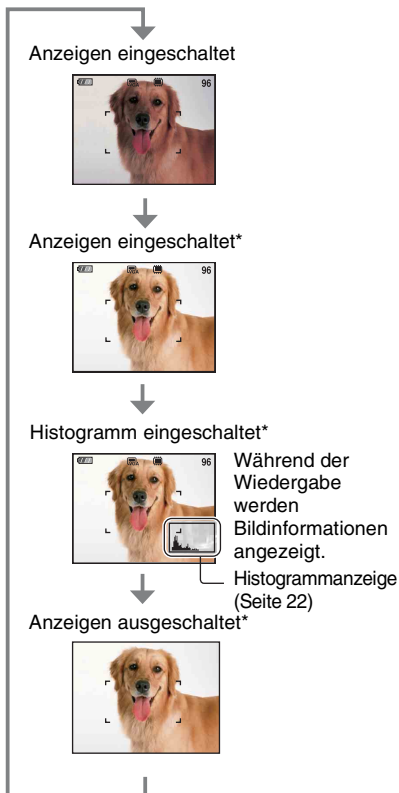 Anzeigen eingeschaltet
96
Anzeigen eingeschaltet*
96
Histogramm eingeschaltet*
96
Während der
Wiedergabe
werden
Bildinformationen
angezeigt.
Histogrammanzeige
(Seite 22)
Anzeigen ausgeschaltet*